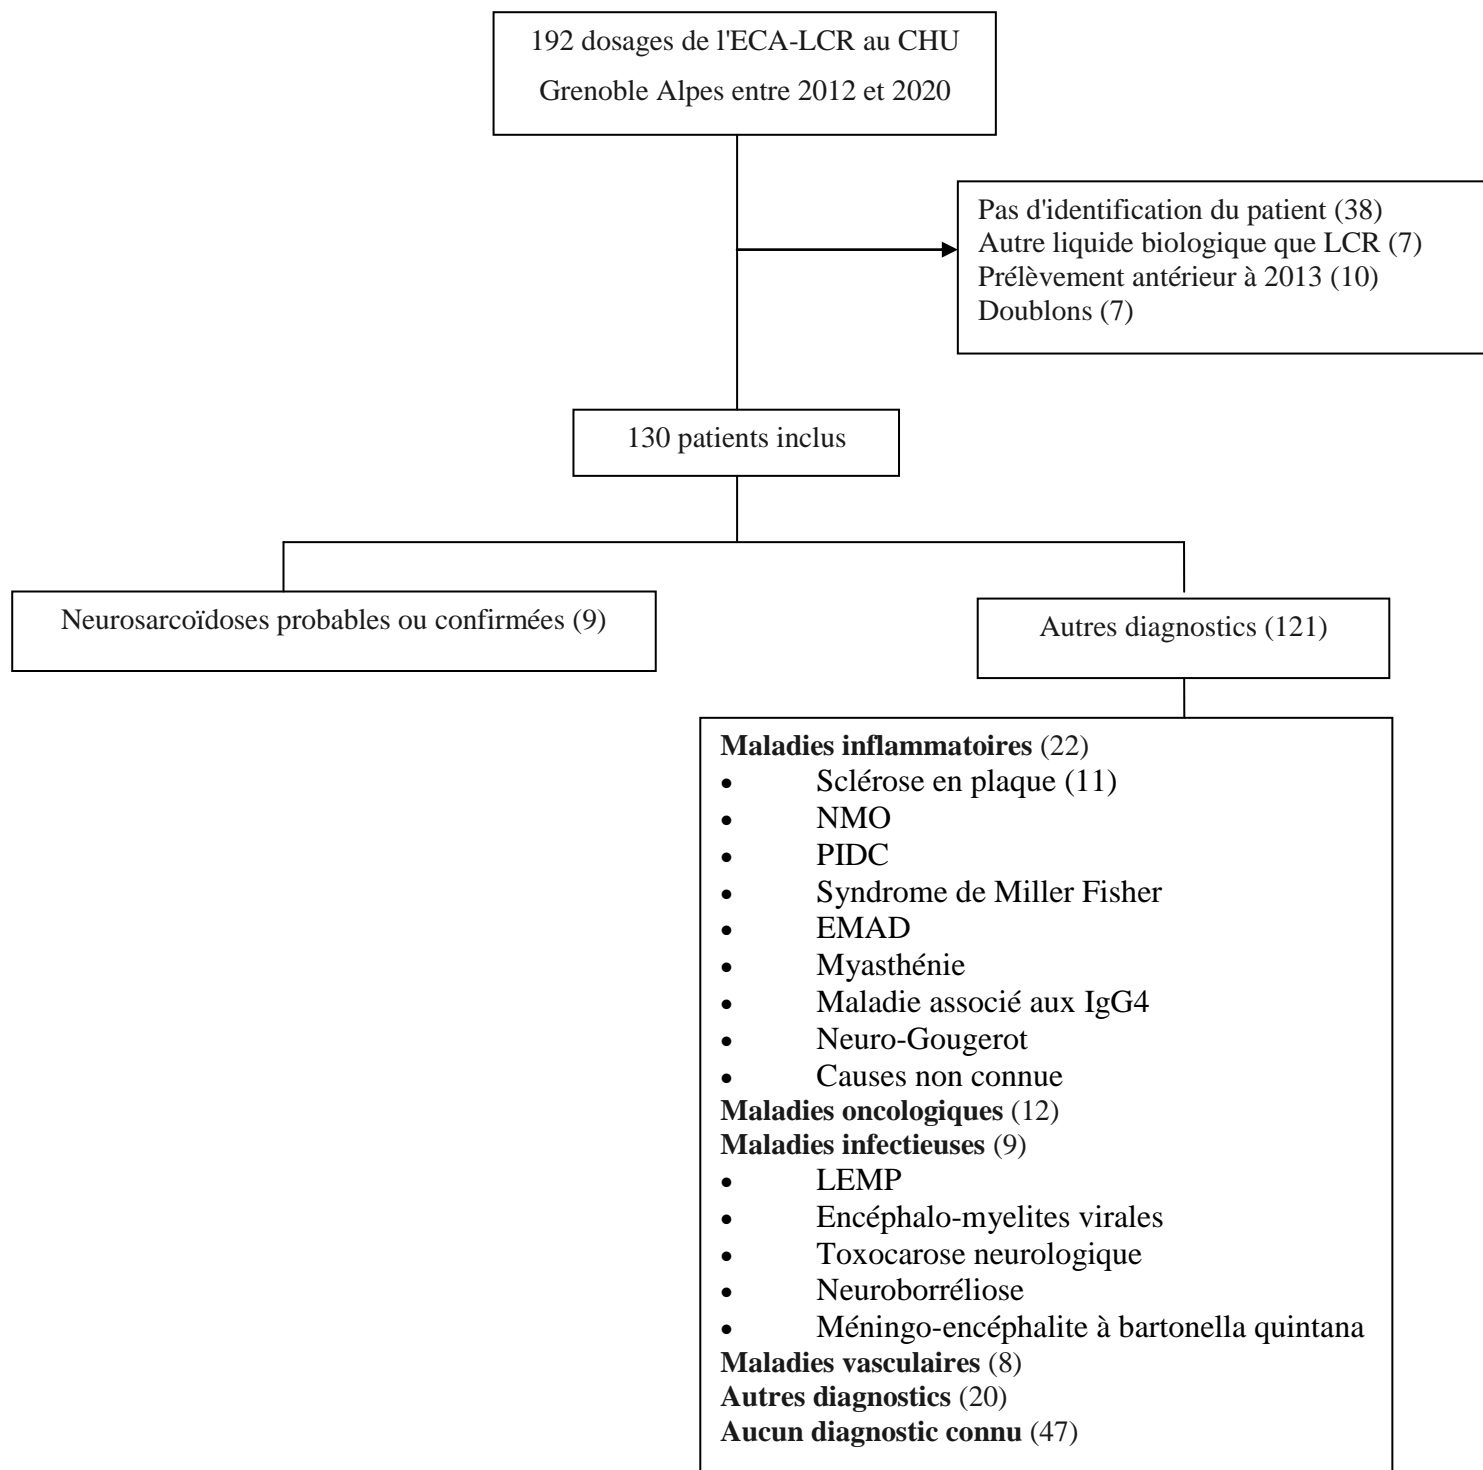 192 dosages de l'ECA-LCR au CHU
Grenoble Alpes entre 2012 et 2020
Pas d'identification du patient (38)
Autre liquide biologique que LCR (7)
Prélèvement antérieur à 2013 (10)
Doublons (7)
130 patients inclus
Neurosarcoïdoses probables ou confirmées (9)
Autres diagnostics (121)
Maladies inflammatoires (22)
• Sclérose en plaque (11)
• NMO
• PIDC
• Syndrome de Miller Fisher
• EMAD
• Myasthénie
• Maladie associé aux IgG4
• Neuro-Gougerot
• Causes non connue
Maladies oncologiques (12)
Maladies infectieuses (9)
• LEMP
• Encéphalo-myelites virales
• Toxocarose neurologique
• Neuroborréliose
• Méningo-encéphalite à bartonella quintana
Maladies vasculaires (8)
Autres diagnostics (20)
Aucun diagnostic connu (47)